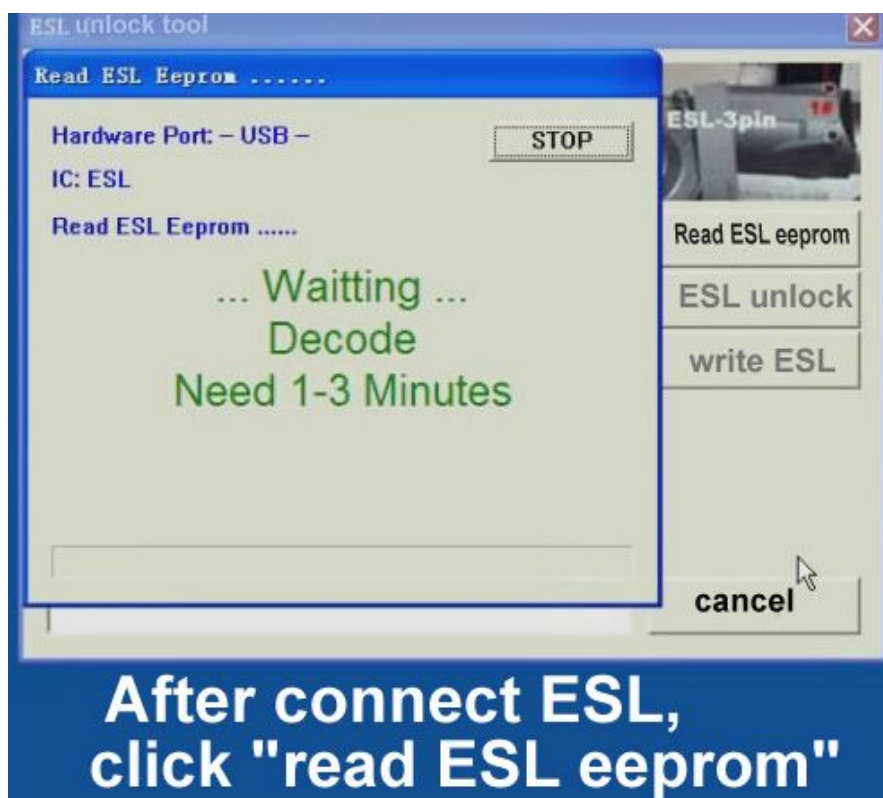 ESL unlock tool
Read ESL Eeprom ......
Hardware Port: – USB –
STOP
IC: ESL
Read ESL Eeprom ......
... Waitting ...
Decode
Need 1-3 Minutes
ESL-3pin
1#
Read ESL eeprom
ESL unlock
write ESL
cancel
After connect ESL,
click "read ESL eeprom"